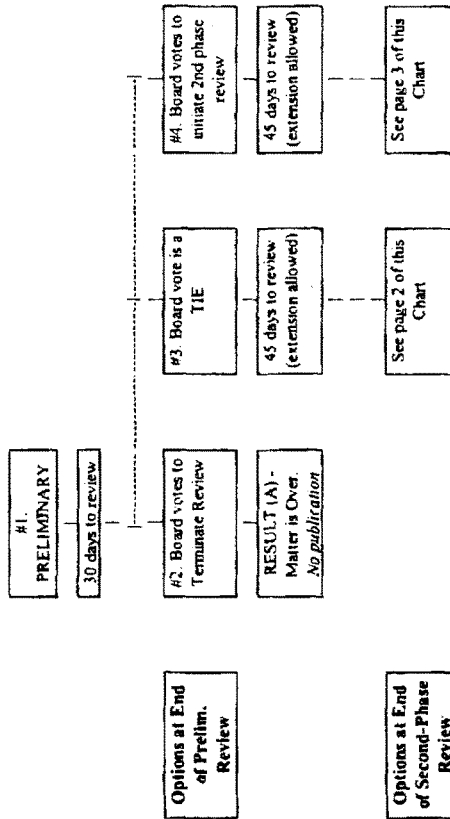 #1.
PRELIMINARY
30 days to review
Options at End
of Prelim.
Review
#2. Board votes to
Terminate Review
#3. Board vote is a
TIE
#4. Board votes to
initiate 2nd phase
review
RESULT (A) -
Matter is Over.
No publication
45 days to review
(extension allowed)
45 days to review
(extension allowed)
Options at End
of Second-Phase
Review
See page 2 of this
Chart
See page 3 of this
Chart